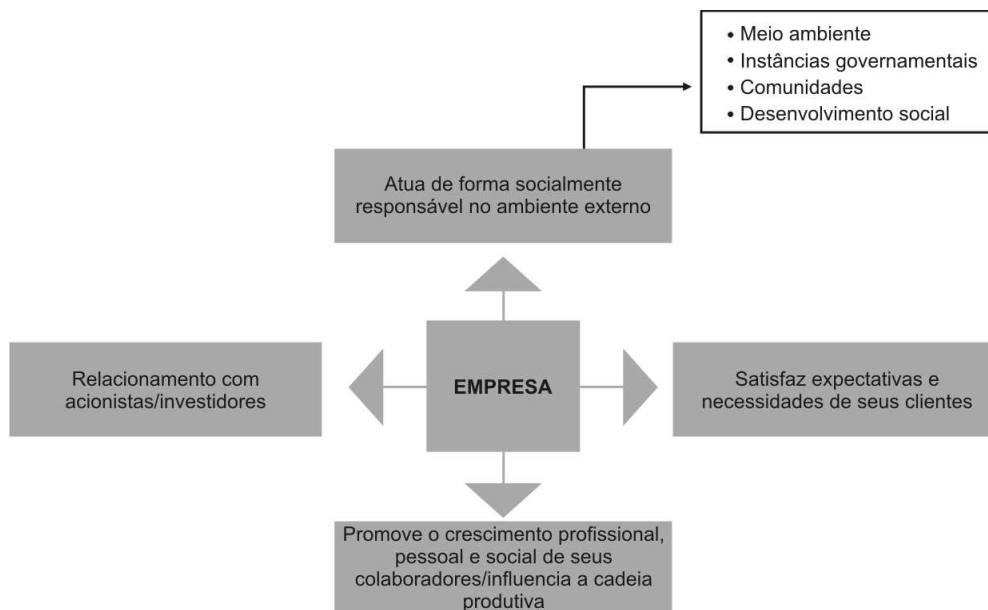 • Meio ambiente
• Instâncias governamentais
• Comunidades
• Desenvolvimento social
Atua de forma socialmente
responsável no ambiente externo
Relacionamento com
acionistas/investidores
EMPRESA
Satisfaz expectativas e
necessidades de seus clientes
Promove o crescimento profissional,
pessoal e social de seus
colaboradores/influencia a cadeia
produtiva